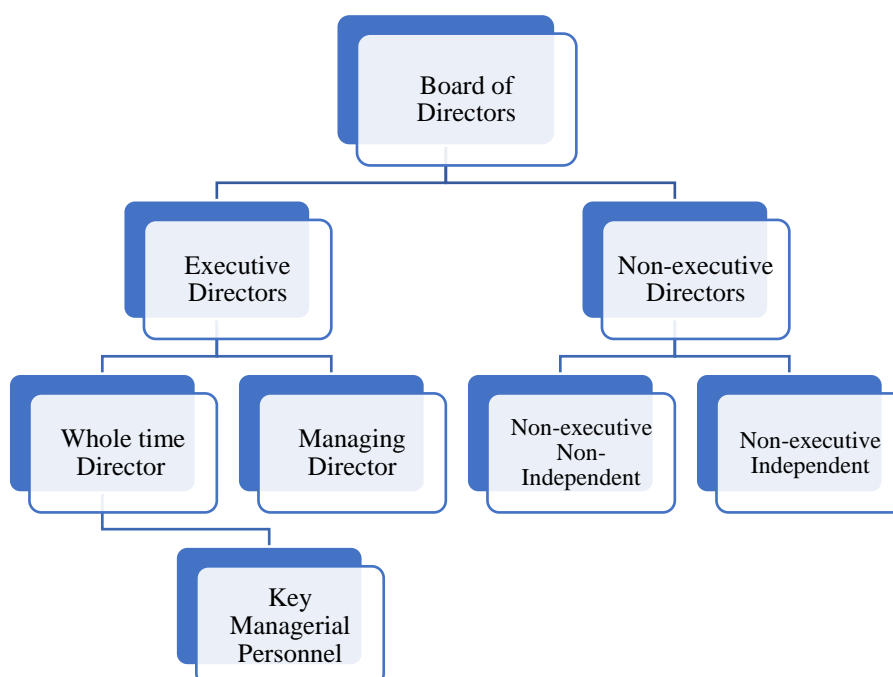 Board of
Directors
Executive
Directors
Non-executive
Directors
Whole time
Director
Managing
Director
Non-executive
Non-
Independent
Non-executive
Independent
Key
Managerial
Personnel